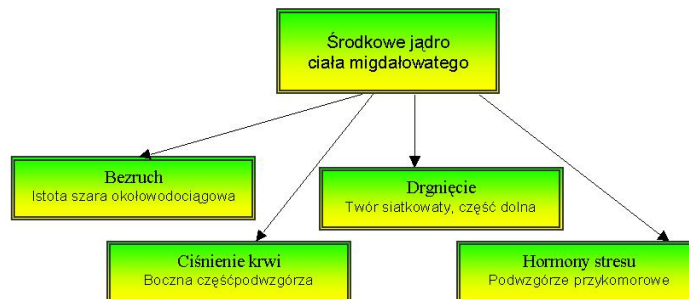 Środkowe jądro
ciała migdałowatego
Bezruch
Istota szara okołowodociągowa
Drgnięcie
Twór siatkowaty, część dolna
Ciśnienie krwi
Boczna częśćpodwzgórza
Hormony stresu
Podwzgórze przykomorowe